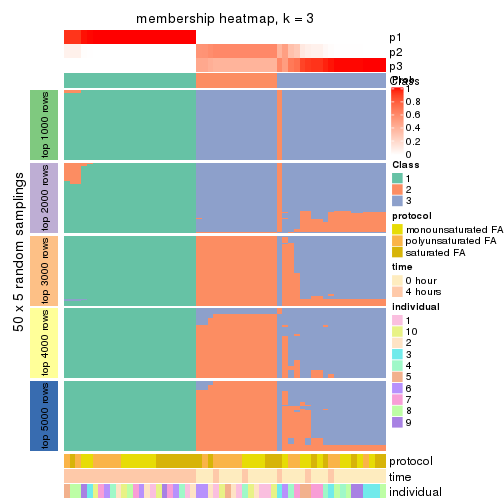 membership heatmap, k = 3
p1
p2
p3
Class
Prob
1
0.8
0.6
0.4
0.2
0
Class
1
2
3
protocol
monounsaturated FA
polyunsaturated FA
saturated FA
time
0 hour
4 hours
individual
1
10
2
3
4
5
6
7
8
9
50 x 5 random samplings
top 1000 rows
top 2000 rows
top 3000 rows
top 4000 rows
top 5000 rows
protocol
time
individual